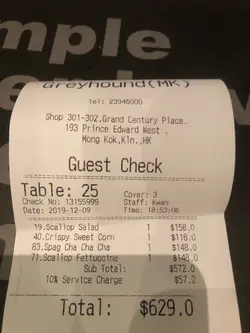 mple
Greyhound(MK)
Tel: 23946000
Shop 301-302,Grand Century Place.
193 Prince Edward West .
Mong Kok,Kln.,HK
Guest Check
Table: 25 Cover: 3
Check No: 13155999 Staff: Kwan
Date: 2019-12-09 Time: 18:53:06
19.Scallop Salad 1 $158.0
40.Crispy Sweet Corn 1 $118.0
63.Spag Cha Cha Cha 1 $148.0
71.Scallop Fettuccine 1 $148.0
Sub Total: $572.0
10% Service Charge $57.2
Total: $629.0